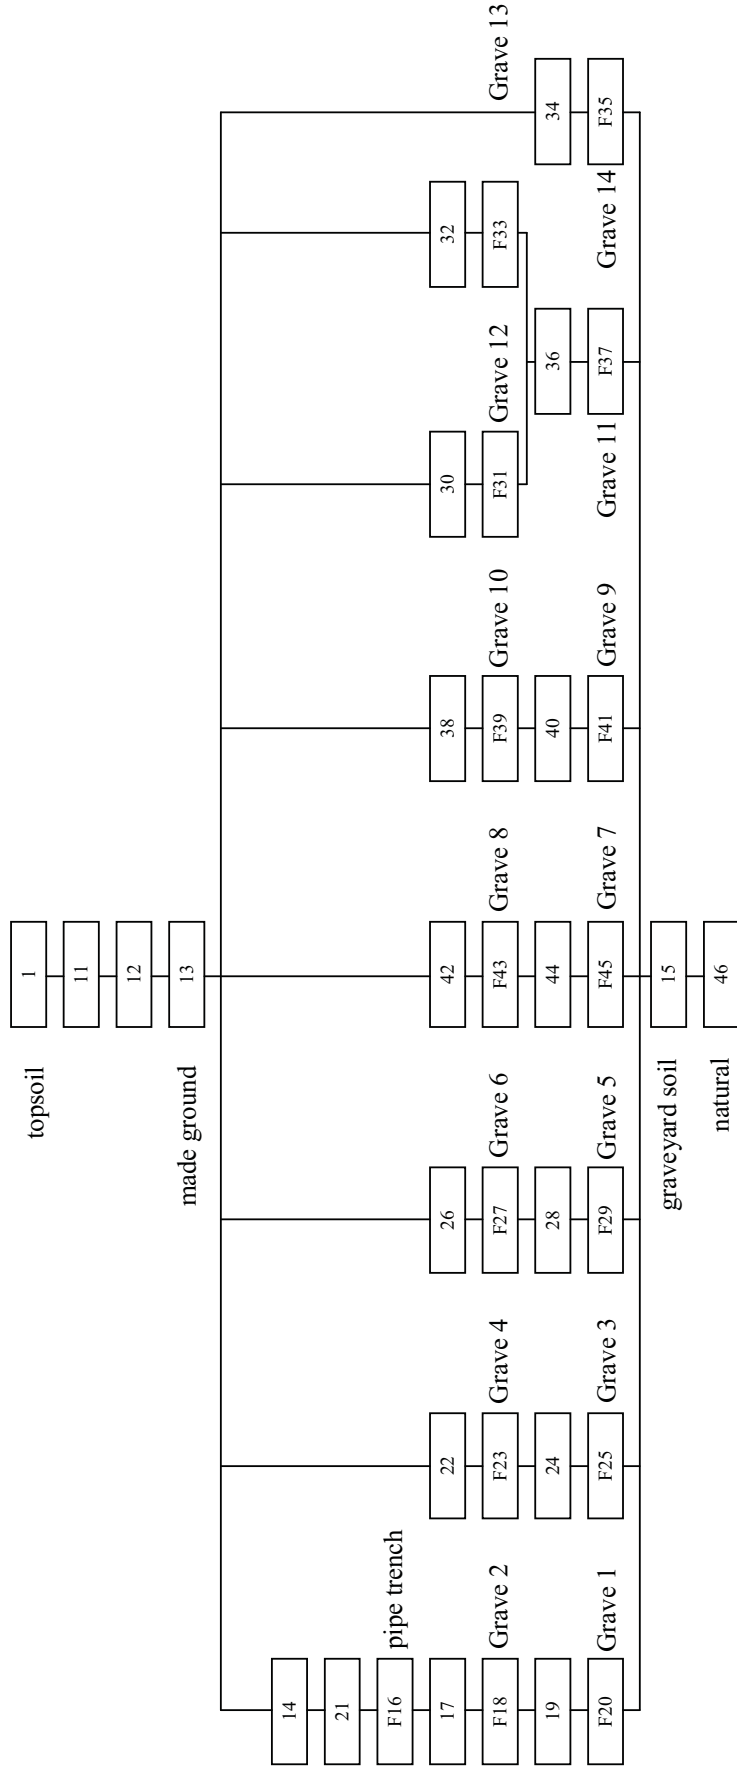 topsoil
1
11
12
made ground
13
14
21
F16
pipe trench
17
F18
Grave 2
19
F20
Grave 1
22
F23
Grave 4
24
F25
Grave 3
26
F27
Grave 6
28
F29
Grave 5
42
F43
Grave 8
44
F45
Grave 7
38
F39
Grave 10
40
F41
Grave 9
30
F31
Grave 12
32
F33
Grave 13
36
F37
Grave 11
34
F35
Grave 14
graveyard soil
15
natural
46